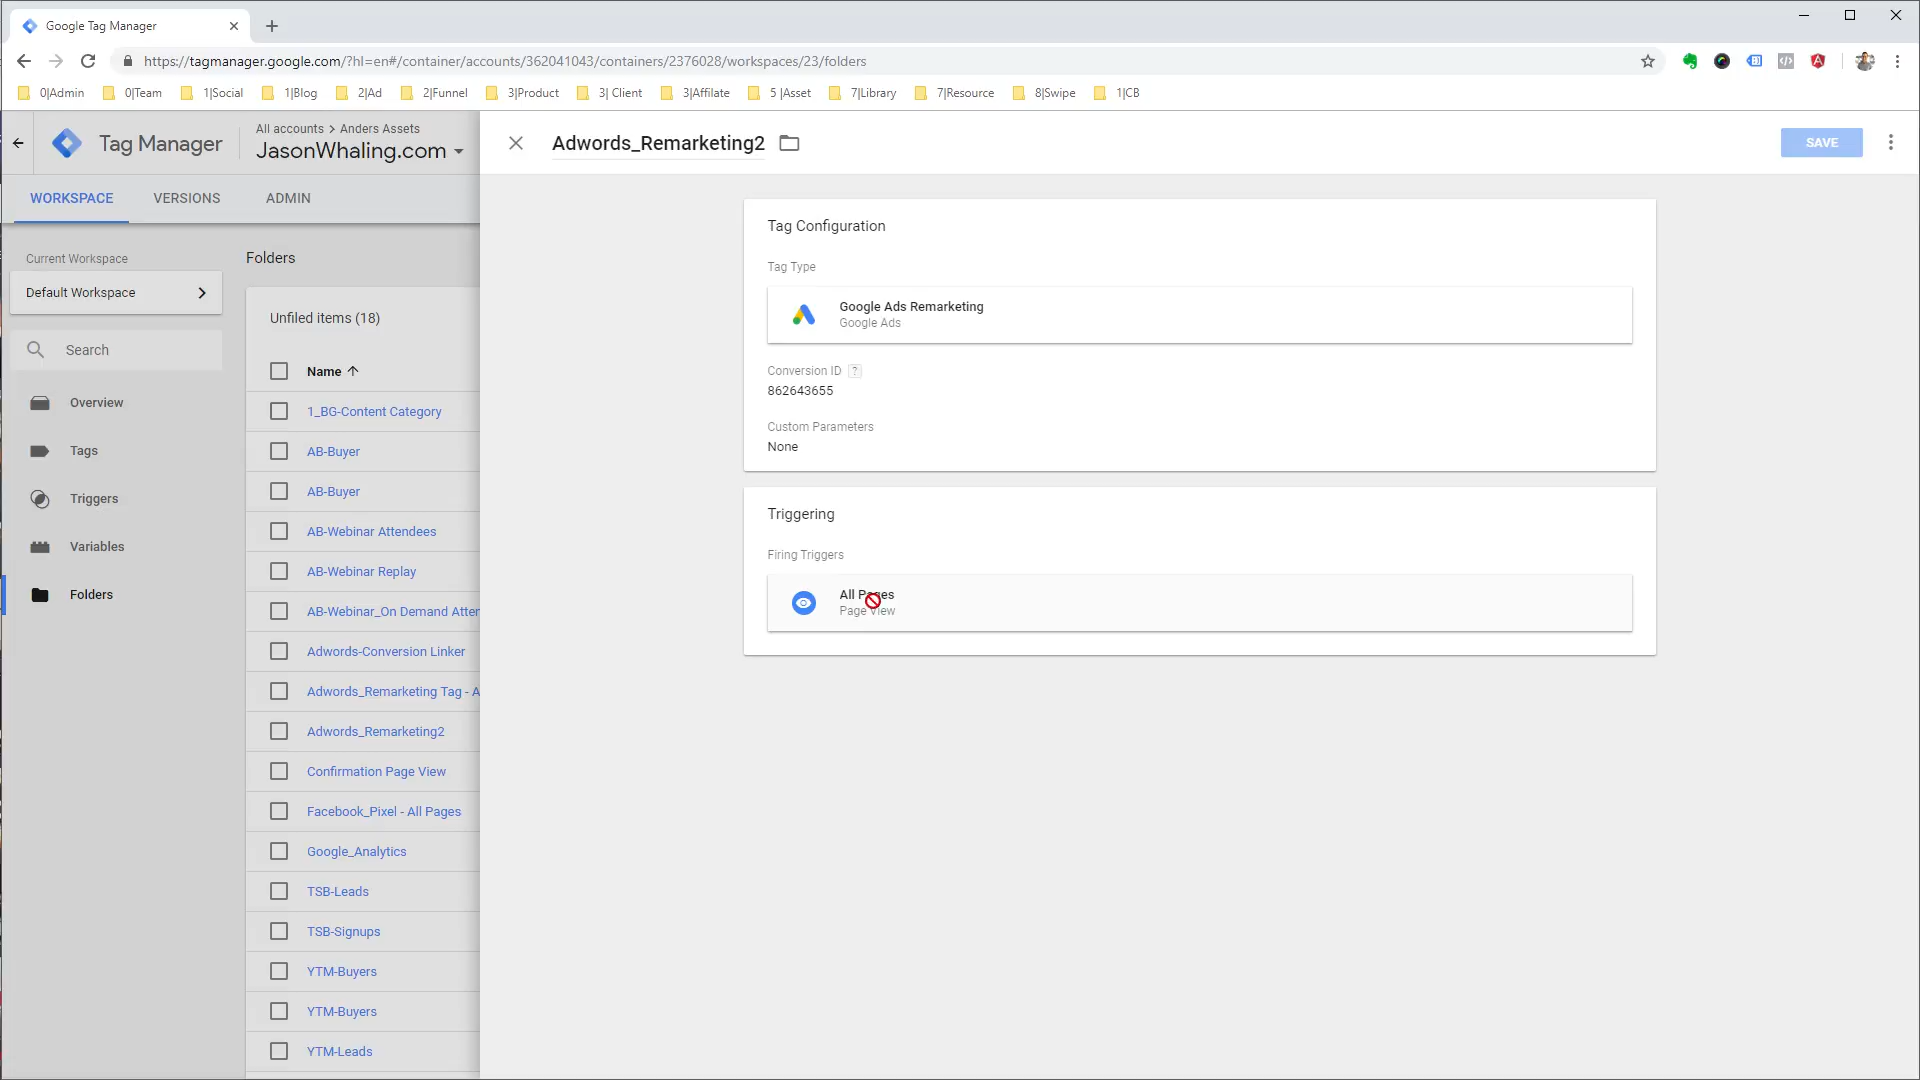 Google Tag Manager
https://tagmanager.google.com/?hl=en#/container/accounts/362041043/containers/2376028/workspaces/23/folders
0|Admin
0|Team
1|Social
1|Blog
2|Ad
2|Funnel
3|Product
3| Client
3|Affilate
5 |Asset
7|Library
7|Resource
8|Swipe
1|CB
Tag Manager
All accounts > Anders Assets
JasonWhaling.com
Adwords_Remarketing2
SAVE
WORKSPACE
VERSIONS
ADMIN
Current Workspace
Default Workspace
Search
Overview
Tags
Triggers
Variables
Folders
Folders
Unfiled items (18)
Name
1_BG-Content Category
AB-Buyer
AB-Buyer
AB-Webinar Attendees
AB-Webinar Replay
AB-Webinar_On Demand Atten
Adwords-Conversion Linker
Adwords_Remarketing Tag - A
Adwords_Remarketing2
Confirmation Page View
Facebook_Pixel - All Pages
Google_Analytics
TSB-Leads
TSB-Signups
YTM-Buyers
YTM-Buyers
YTM-Leads
Tag Configuration
Tag Type
Google Ads Remarketing
Google Ads
Conversion ID ?
862643655
Custom Parameters
None
Triggering
Firing Triggers
All Pages
Page View